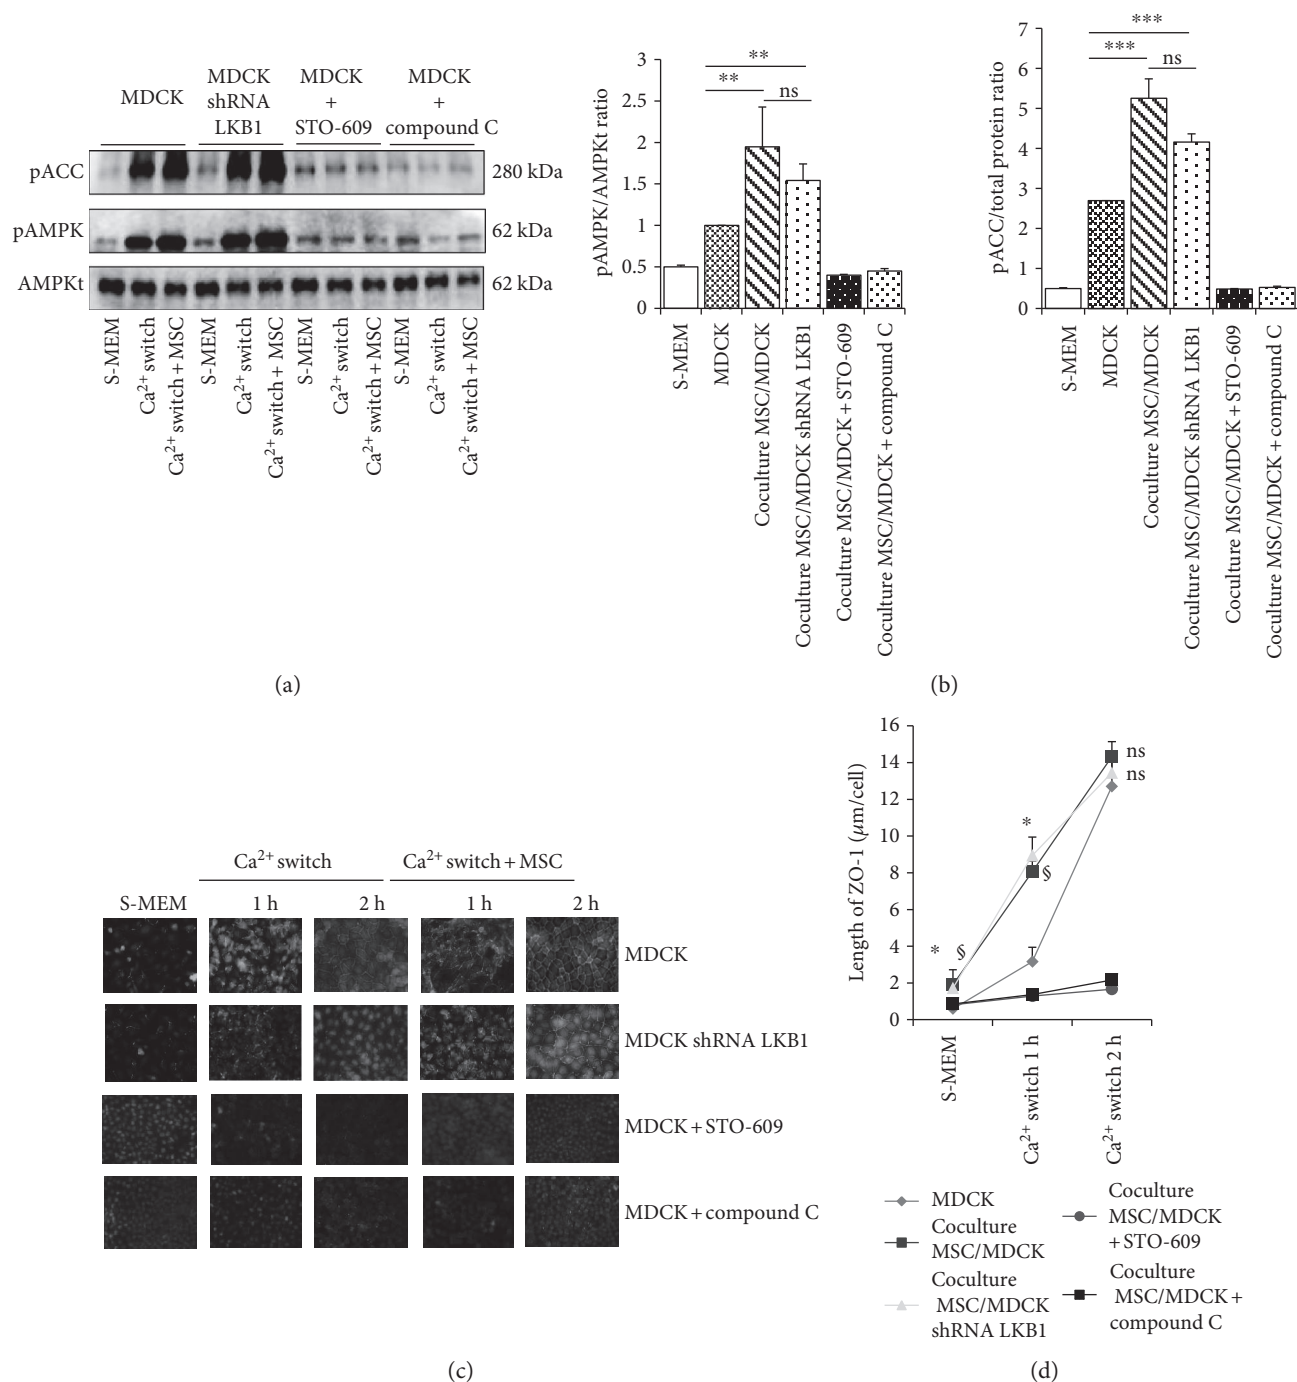 MDCK
MDCK
shRNA
LKB1
MDCK
+
STO-609
MDCK
+
compound C
pACC
280 kDa
pAMPK
62 kDa
AMPKt
62 kDa
S-MEM
Ca2+ switch
Ca2+ switch + MSC
S-MEM
Ca2+ switch
Ca2+ switch + MSC
S-MEM
Ca2+ switch
Ca2+ switch + MSC
S-MEM
Ca2+ switch
Ca2+ switch + MSC
(a)
pAMPK/AMPKt ratio
3
2.5
2
1.5
1
0.5
0
**
**
ns
S-MEM
MDCK
Coculture MSC/MDCK
Coculture MSC/MDCK shRNA LKB1
Coculture MSC/MDCK + STO-609
Coculture MSC/MDCK + compound C
pACC/total protein ratio
7
6
5
4
3
2
1
0
***
***
ns
S-MEM
MDCK
Coculture MSC/MDCK
Coculture MSC/MDCK shRNA LKB1
Coculture MSC/MDCK + STO-609
Coculture MSC/MDCK + compound C
(b)
Ca2+ switch
Ca2+ switch + MSC
S-MEM
1 h
2 h
1 h
2 h
MDCK
MDCK shRNA LKB1
MDCK + STO-609
MDCK + compound C
(c)
Length of ZO-1 (μm/cell)
16
14
12
10
8
6
4
2
0
*
§
*
§
ns
ns
S-MEM
Ca2+ switch 1 h
Ca2+ switch 2 h
MDCK
Coculture
MSC/MDCK
Coculture
MSC/MDCK
shRNA LKB1
Coculture
MSC/MDCK
+ STO-609
Coculture
MSC/MDCK +
compound C
(d)